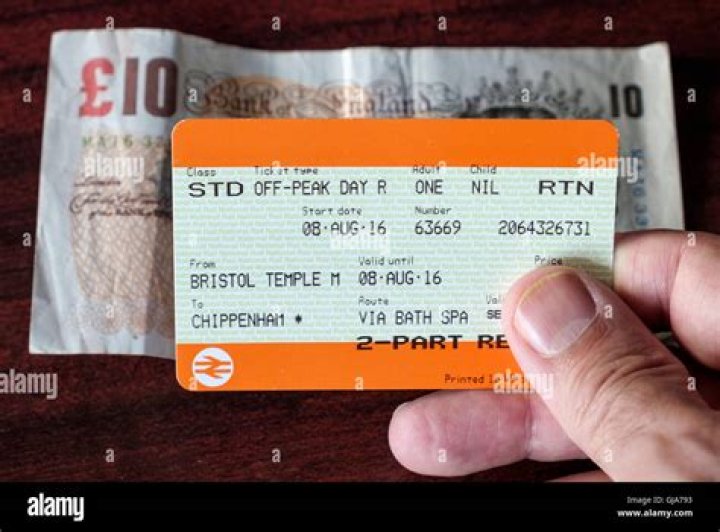 £10
Bank of England
10
Class Ticket type Adult Child
STD OFF-PEAK DAY R ONE NIL RTN
Start date Number
08·AUG·16 63669 2064326731
From Valid until Price
BRISTOL TEMPLE M 08·AUG·16
To Route
CHIPPENHAM * VIA BATH SPA SE
2-PART RE
Printed
alamy
Image ID: GJA793
www.alamy.com